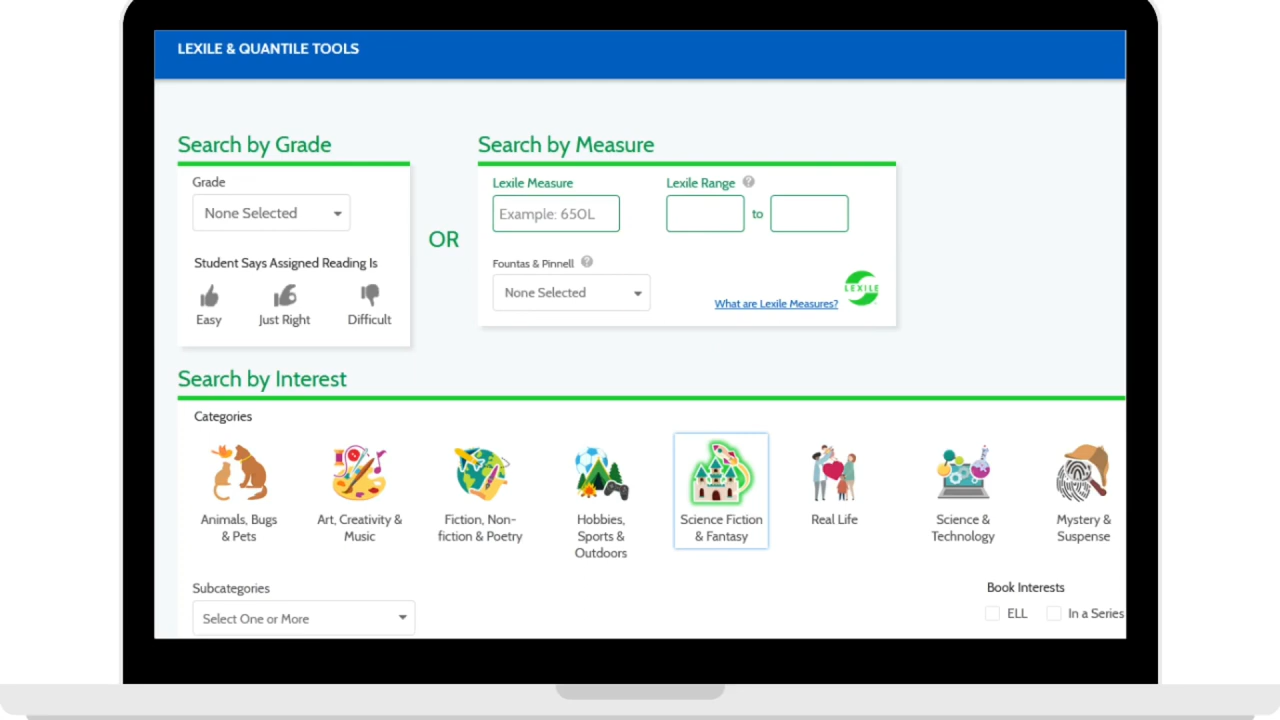 LEXILE & QUANTILE TOOLS
Search by Grade
Grade
None Selected
Student Says Assigned Reading Is
Easy
Just Right
Difficult
OR
Search by Measure
Lexile Measure
Example: 650L
Lexile Range ?
to
Fountas & Pinnell ?
None Selected
What are Lexile Measures?
LEXILE
Search by Interest
Categories
Animals, Bugs
& Pets
Art, Creativity &
Music
Fiction, Non-
fiction & Poetry
Hobbies,
Sports &
Outdoors
Science Fiction
& Fantasy
Real Life
Science &
Technology
Mystery &
Suspense
Subcategories
Select One or More
Book Interests
ELL
In a Series